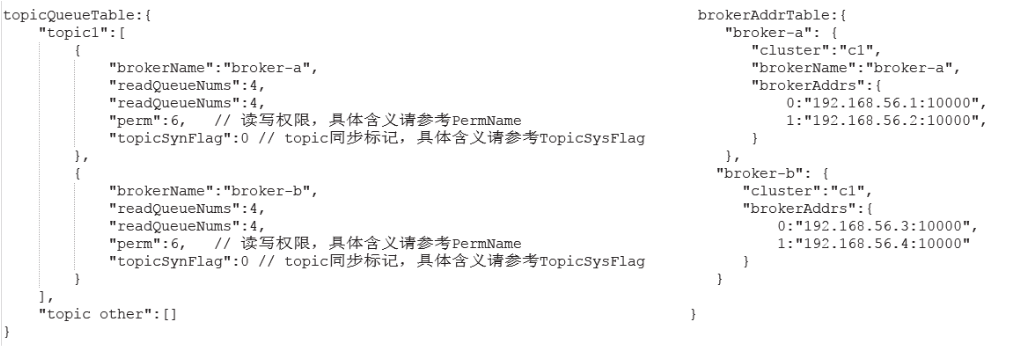 topicQueueTable:{
    "topic1":[
        {
            "brokerName":"broker-a",
            "readQueueNums":4,
            "readQueueNums":4,
            "perm":6,   // 读写权限，具体含义请参考PermName
            "topicSynFlag":0 // topic同步标记，具体含义请参考TopicSysFlag
        },
        {
            "brokerName":"broker-b",
            "readQueueNums":4,
            "readQueueNums":4,
            "perm":6,   // 读写权限，具体含义请参考PermName
            "topicSynFlag":0 // topic同步标记，具体含义请参考TopicSysFlag
        }
    ],
    "topic other":[]
}
brokerAddrTable:{
    "broker-a": {
        "cluster":"c1",
        "brokerName":"broker-a",
        "brokerAddrs":{
            0:"192.168.56.1:10000",
            1:"192.168.56.2:10000",
        }
    },
    "broker-b": {
        "cluster":"c1",
        "brokerAddrs":{
            0:"192.168.56.3:10000",
            1:"192.168.56.4:10000"
        }
    }
}